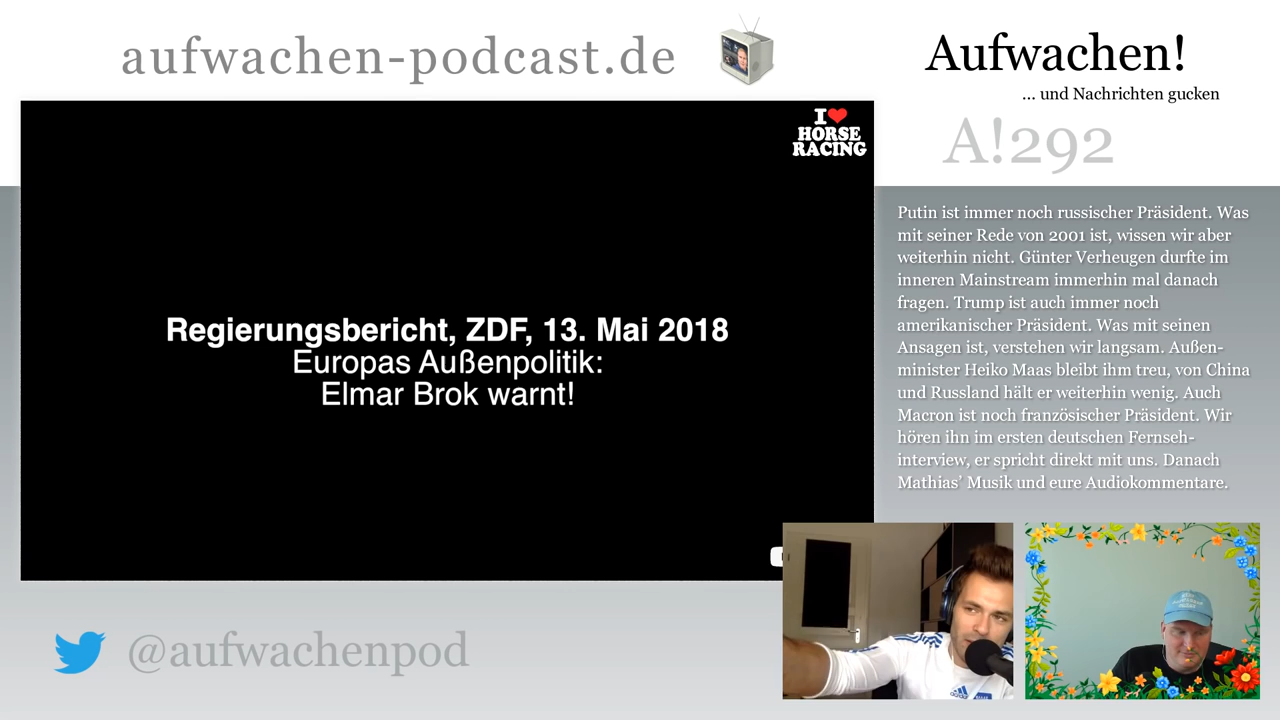 aufwachen-podcast.de
Aufwachen!
... und Nachrichten gucken
A!292
I
HORSE
RACING
Regierungsbericht, ZDF, 13. Mai 2018
Europas Außenpolitik:
Elmar Brok warnt!
Putin ist immer noch russischer Präsident. Was
mit seiner Rede von 2001 ist, wissen wir aber
weiterhin nicht. Günter Verheugen durfte im
inneren Mainstream immerhin mal danach
fragen. Trump ist auch immer noch
amerikanischer Präsident. Was mit seinen
Ansagen ist, verstehen wir langsam. Außen-
minister Heiko Maas bleibt ihm treu, von China
und Russland hält er weiterhin wenig. Auch
Macron ist noch französischer Präsident. Wir
hören ihn im ersten deutschen Fernseh-
interview, er spricht direkt mit uns. Danach
Mathias’ Musik und eure Audiokommentare.
@aufwachenpod